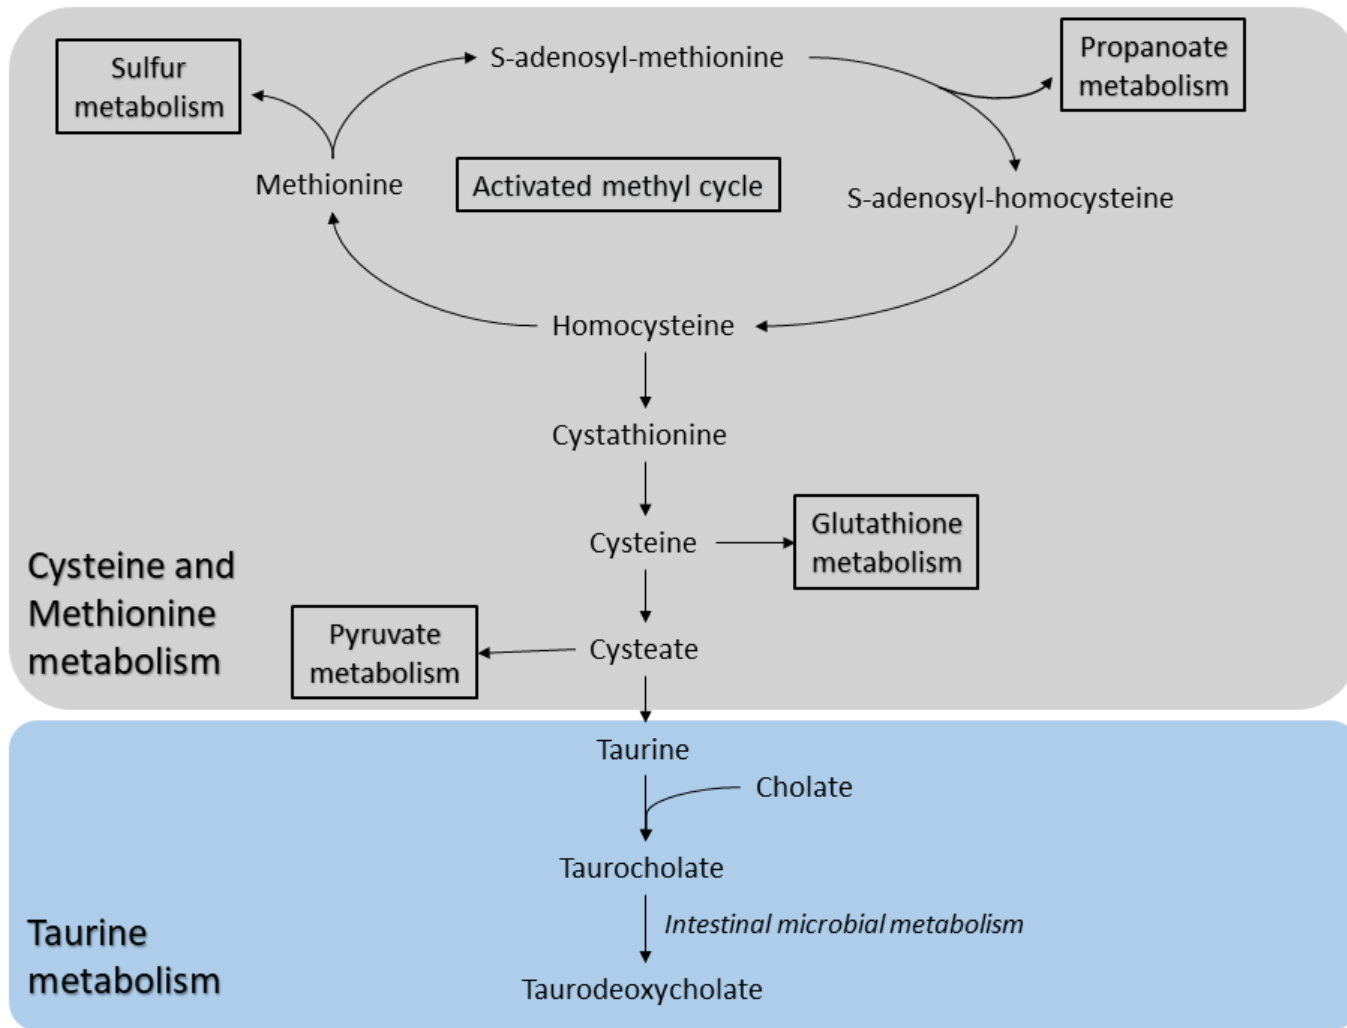 Sulfur
metabolism
S-adenosyl-methionine
Propanoate
metabolism
Methionine
Activated methyl cycle
S-adenosyl-homocysteine
Homocysteine
Cystathionine
Cysteine
Glutathione
metabolism
Cysteine and
Methionine
metabolism
Pyruvate
metabolism
Cysteate
Taurine
Cholate
Taurocholate
Intestinal microbial metabolism
Taurine
metabolism
Taurodeoxycholate